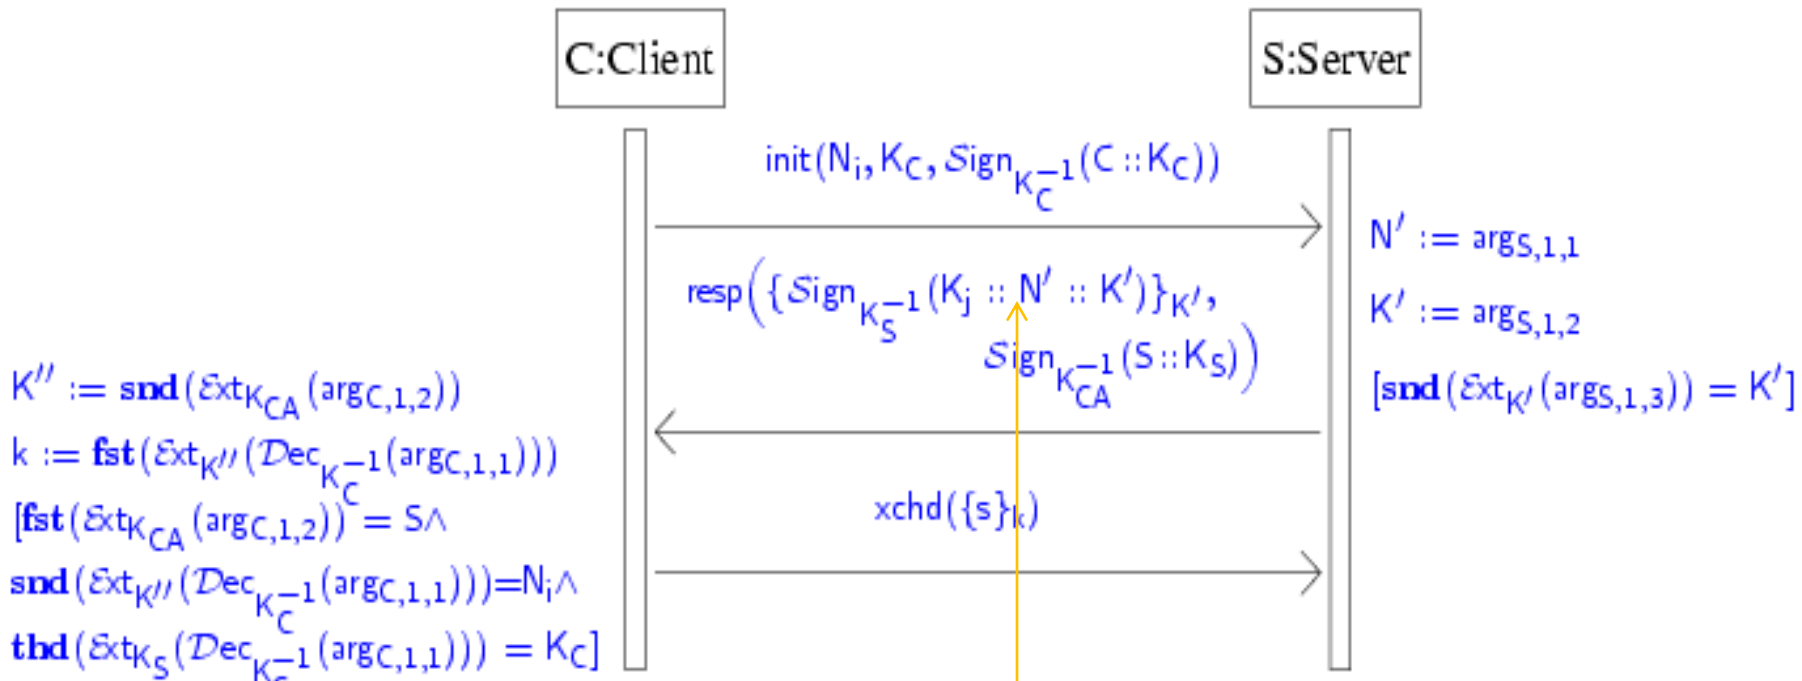 C:Client
S:Server
init(N_i, K_C, Sign_{K_C^{-1}}(C :: K_C))
N′ := arg_{S,1,1}
resp({Sign_{K_S^{-1}}(K_j :: N′ :: K′)}_{K′},
K′ := arg_{S,1,2}
Sign_{K_{CA}^{-1}}(S :: K_S))
[snd(Ext_{K′}(arg_{S,1,3})) = K′]
K″ := snd(Ext_{K_{CA}}(arg_{C,1,2}))
k := fst(Ext_{K″}(Dec_{K_C^{-1}}(arg_{C,1,1})))
[fst(Ext_{K_{CA}}(arg_{C,1,2})) = S∧
xchd({s}_k)
snd(Ext_{K″}(Dec_{K_C^{-1}}(arg_{C,1,1})))=N_i∧
thd(Ext_{K_S}(Dec_{K_C^{-1}}(arg_{C,1,1}))) = K_C]